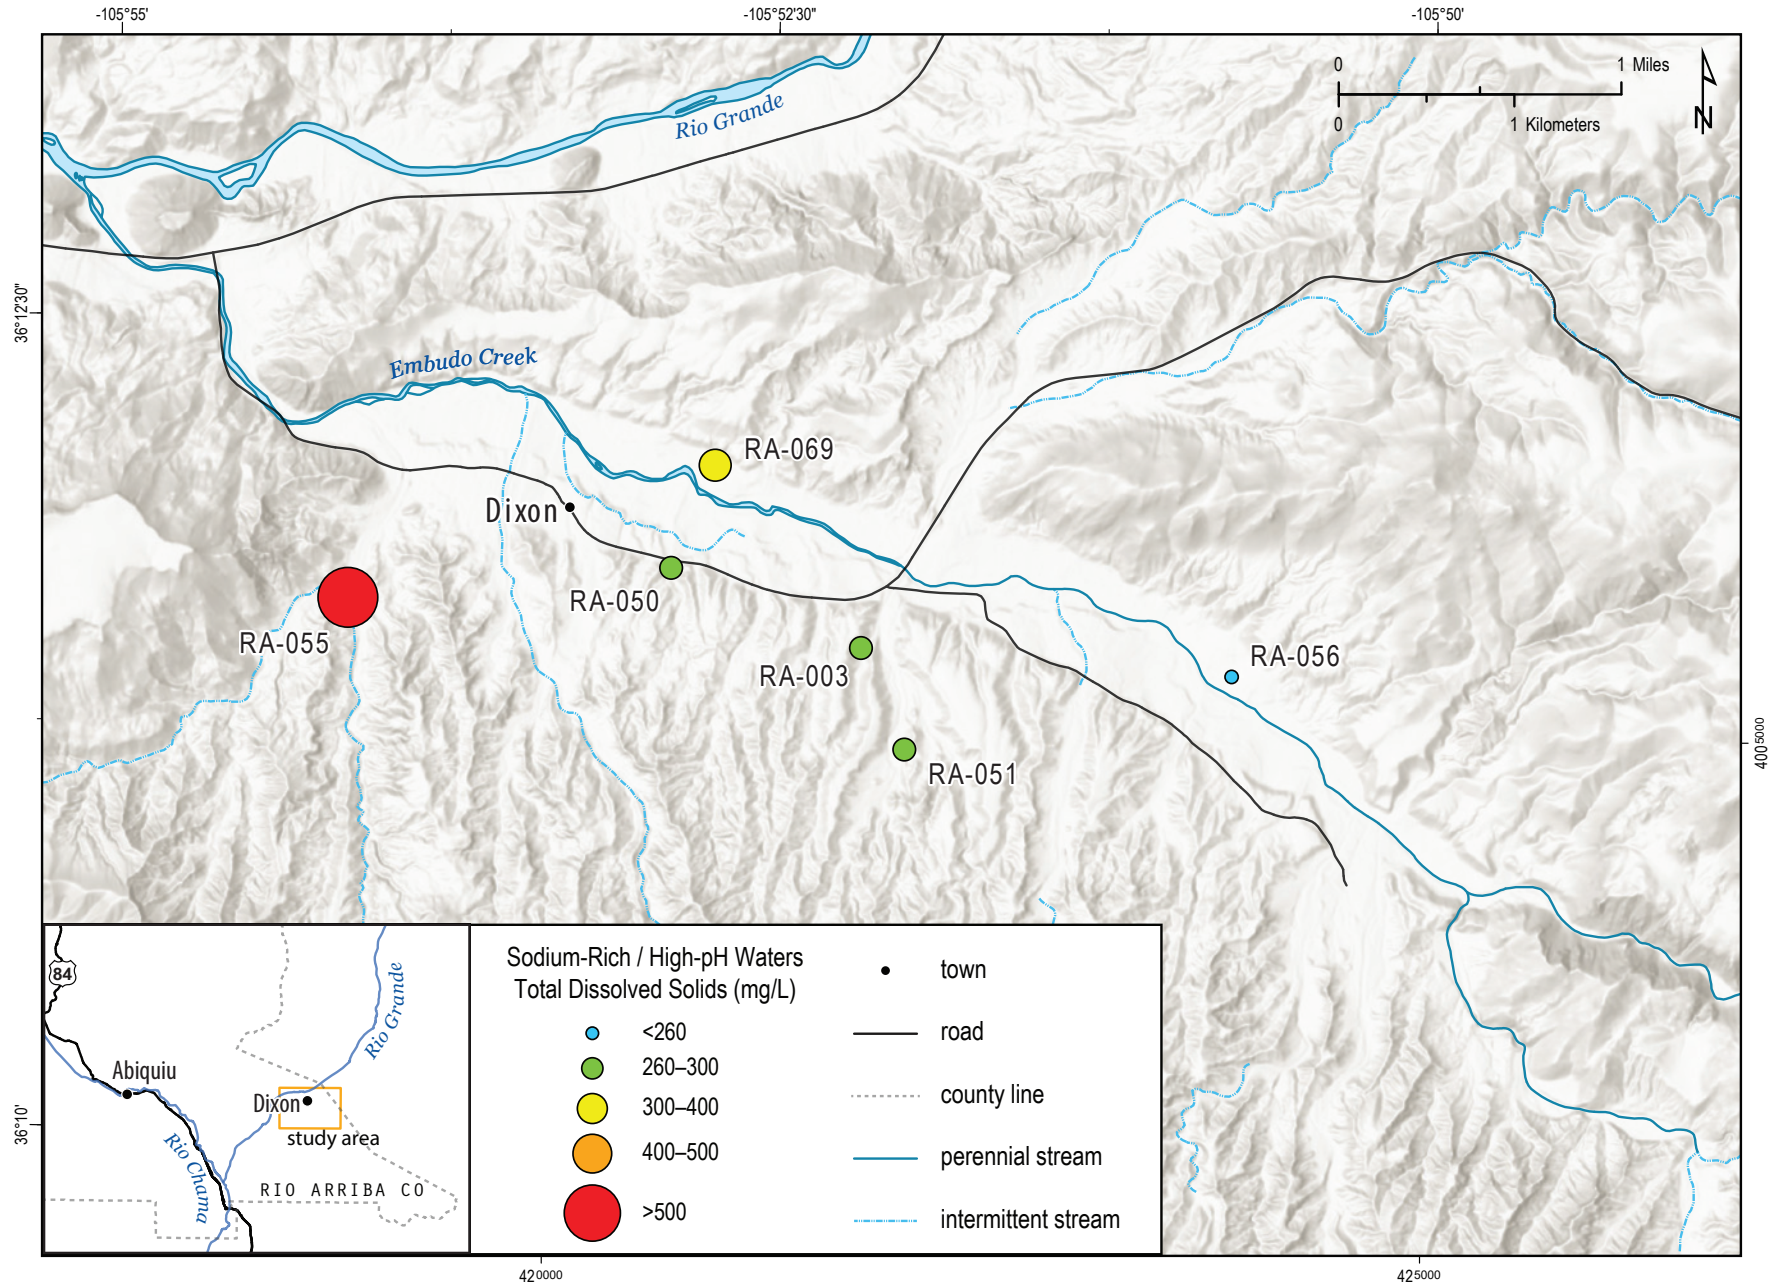 -105°55'
-105°52'30"
-105°50'
0
1 Miles
0
1 Kilometers
N
Rio Grande
36°12'30"
Embudo Creek
RA-069
Dixon
RA-050
RA-055
RA-003
RA-056
RA-051
4005000
36°10'
84
Rio Grande
Abiquiu
Dixon
study area
Rio Chama
RIO ARRIBA CO
Sodium-Rich / High-pH Waters
Total Dissolved Solids (mg/L)
<260
260–300
300–400
400–500
>500
town
road
county line
perennial stream
intermittent stream
420000
425000